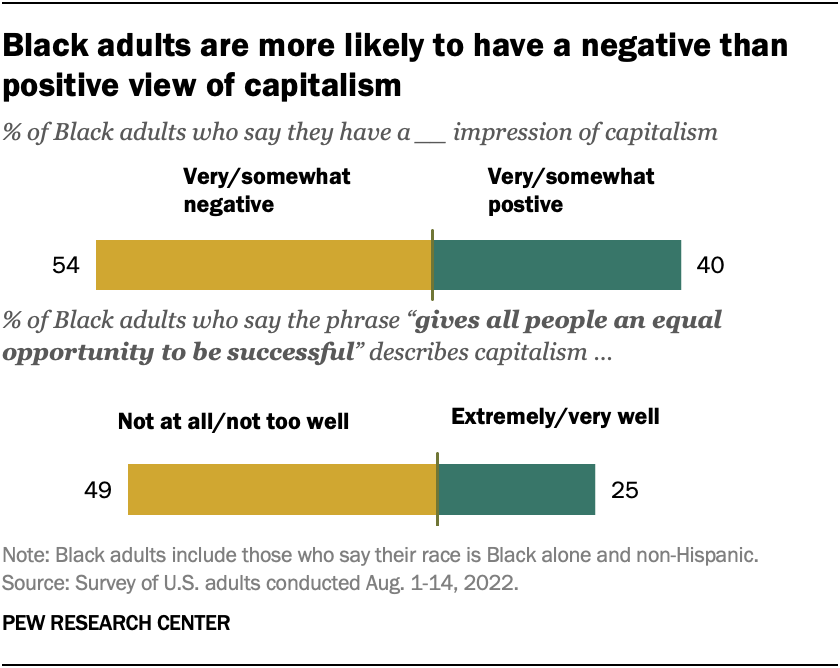 Black adults are more likely to have a negative than
positive view of capitalism
% of Black adults who say they have a __ impression of capitalism
Very/somewhat
negative
Very/somewhat
postive
54
40
% of Black adults who say the phrase “gives all people an equal
opportunity to be successful” describes capitalism ...
Not at all/not too well
Extremely/very well
49
25
Note: Black adults include those who say their race is Black alone and non-Hispanic.
Source: Survey of U.S. adults conducted Aug. 1-14, 2022.
PEW RESEARCH CENTER